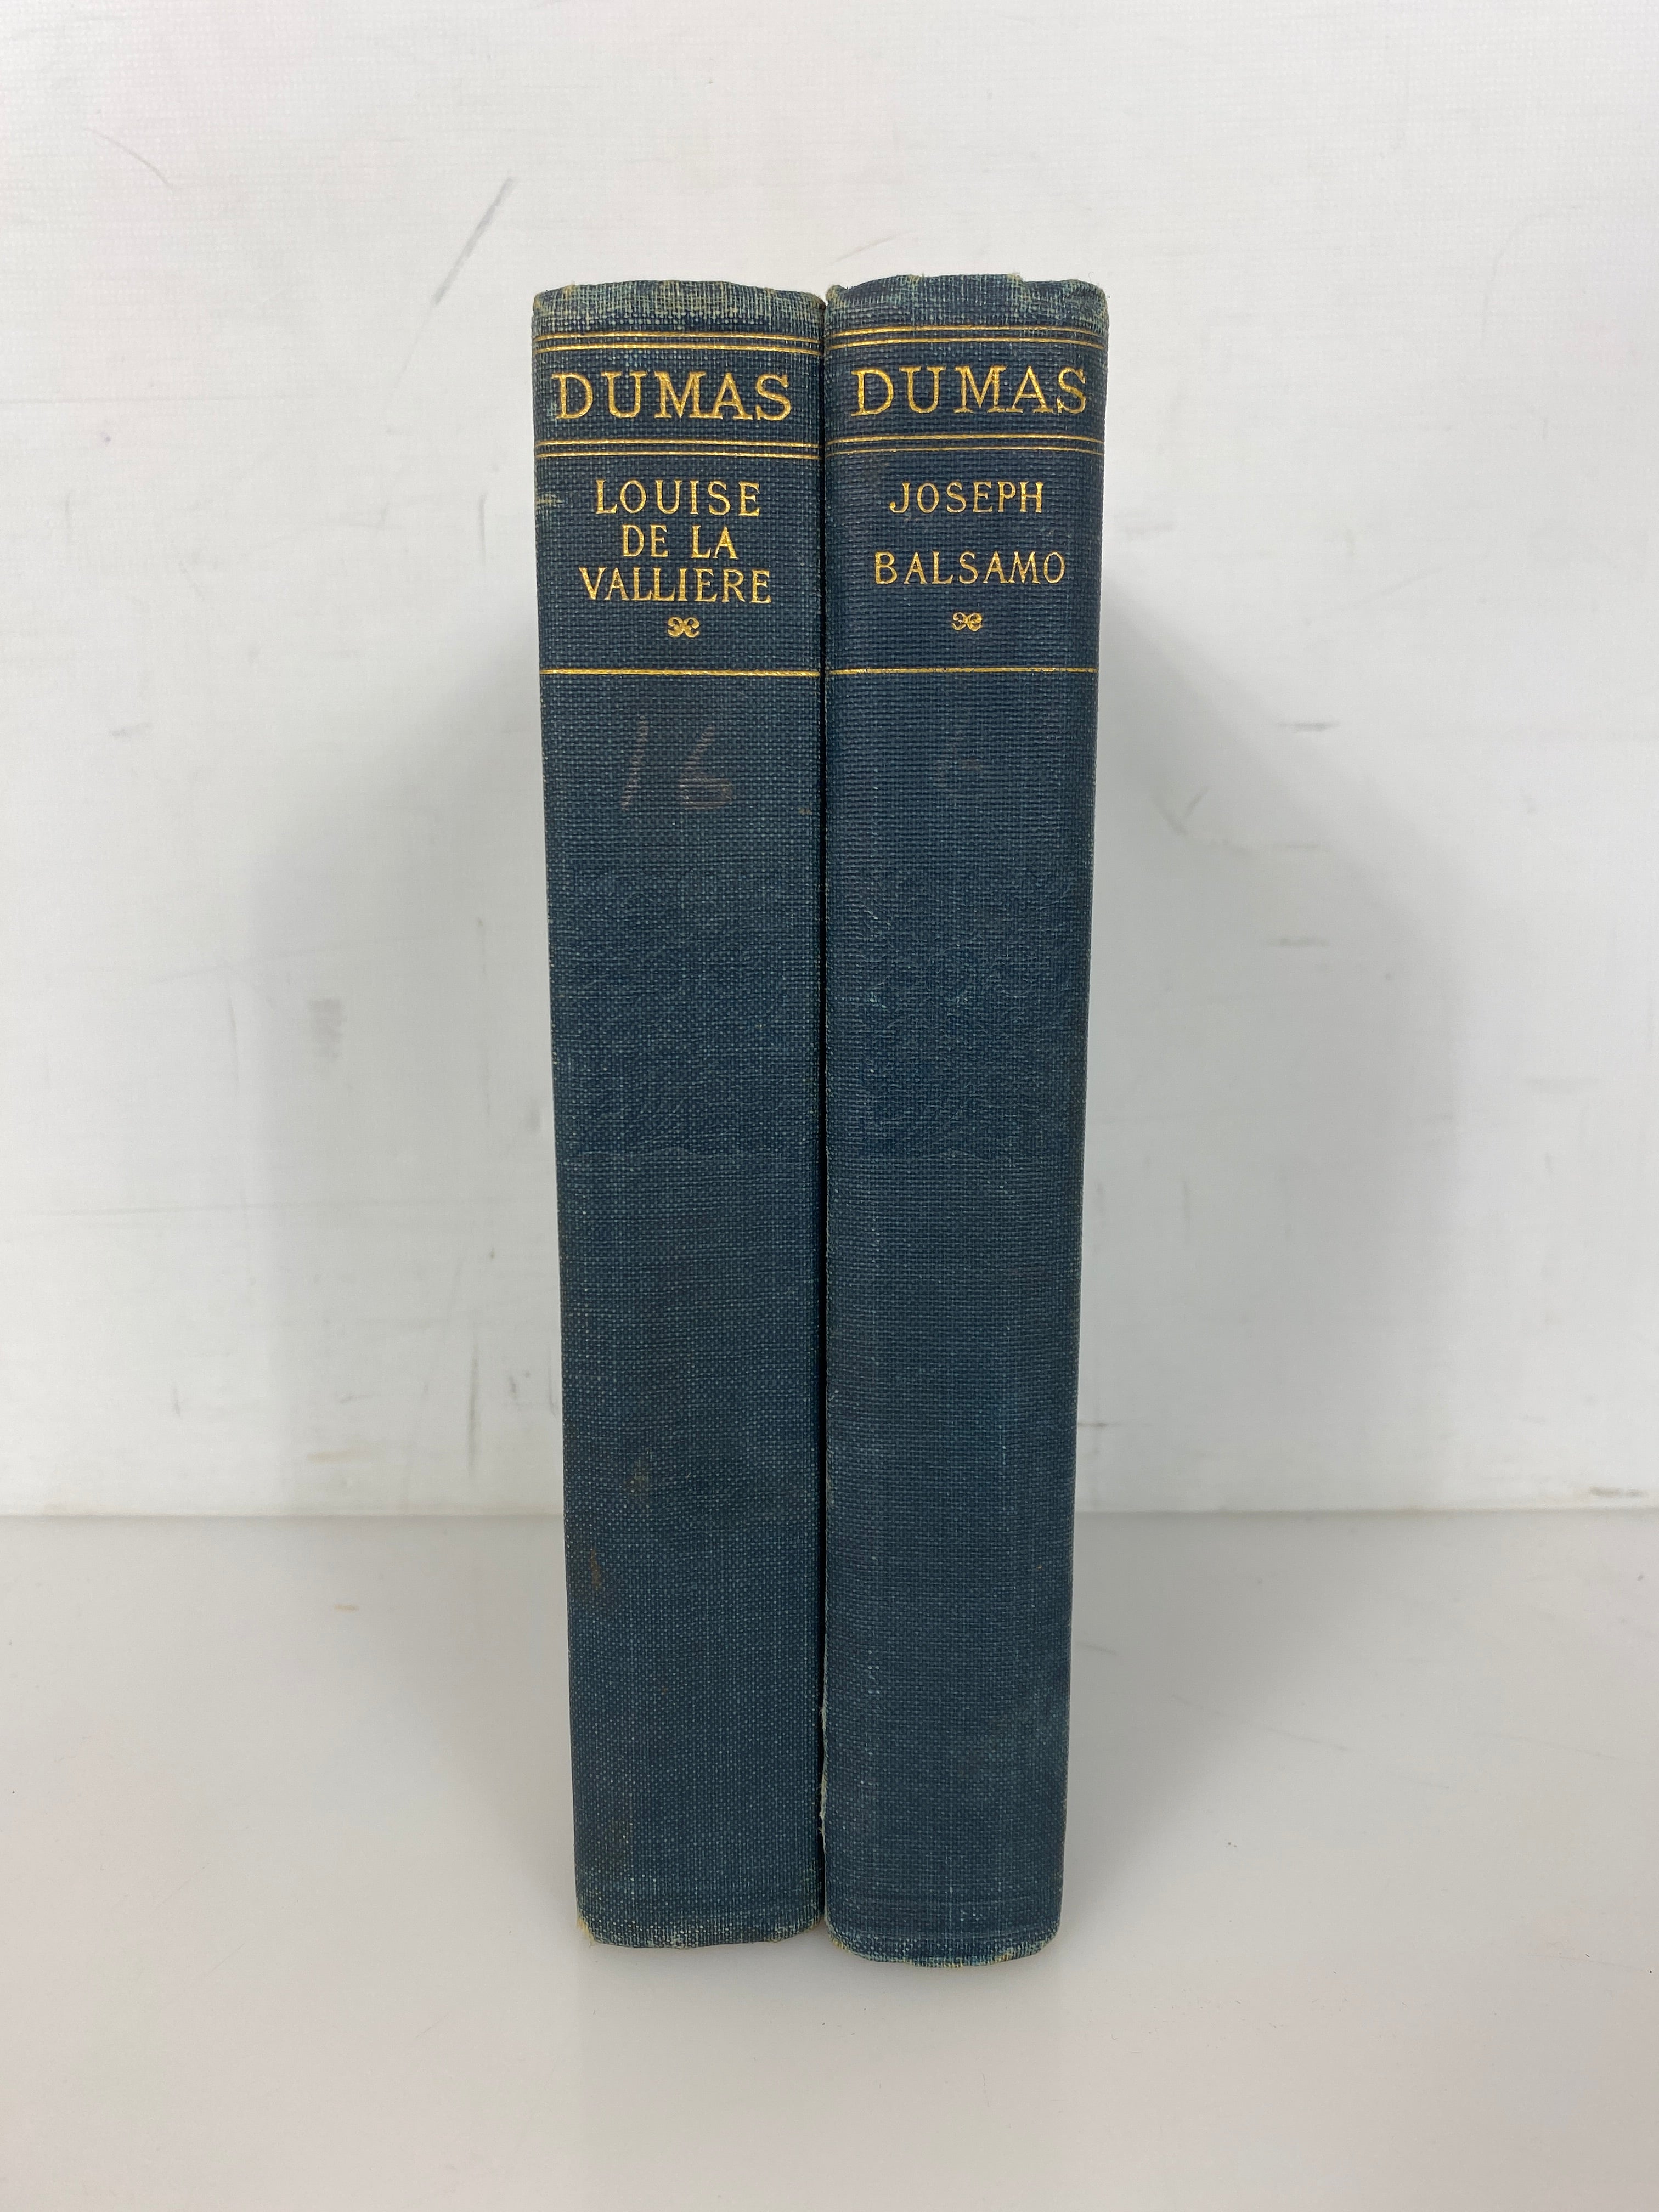 DUMAS
LOUISE
DE LA
VALLIERE
16
DUMAS
JOSEPH
BALSAMO